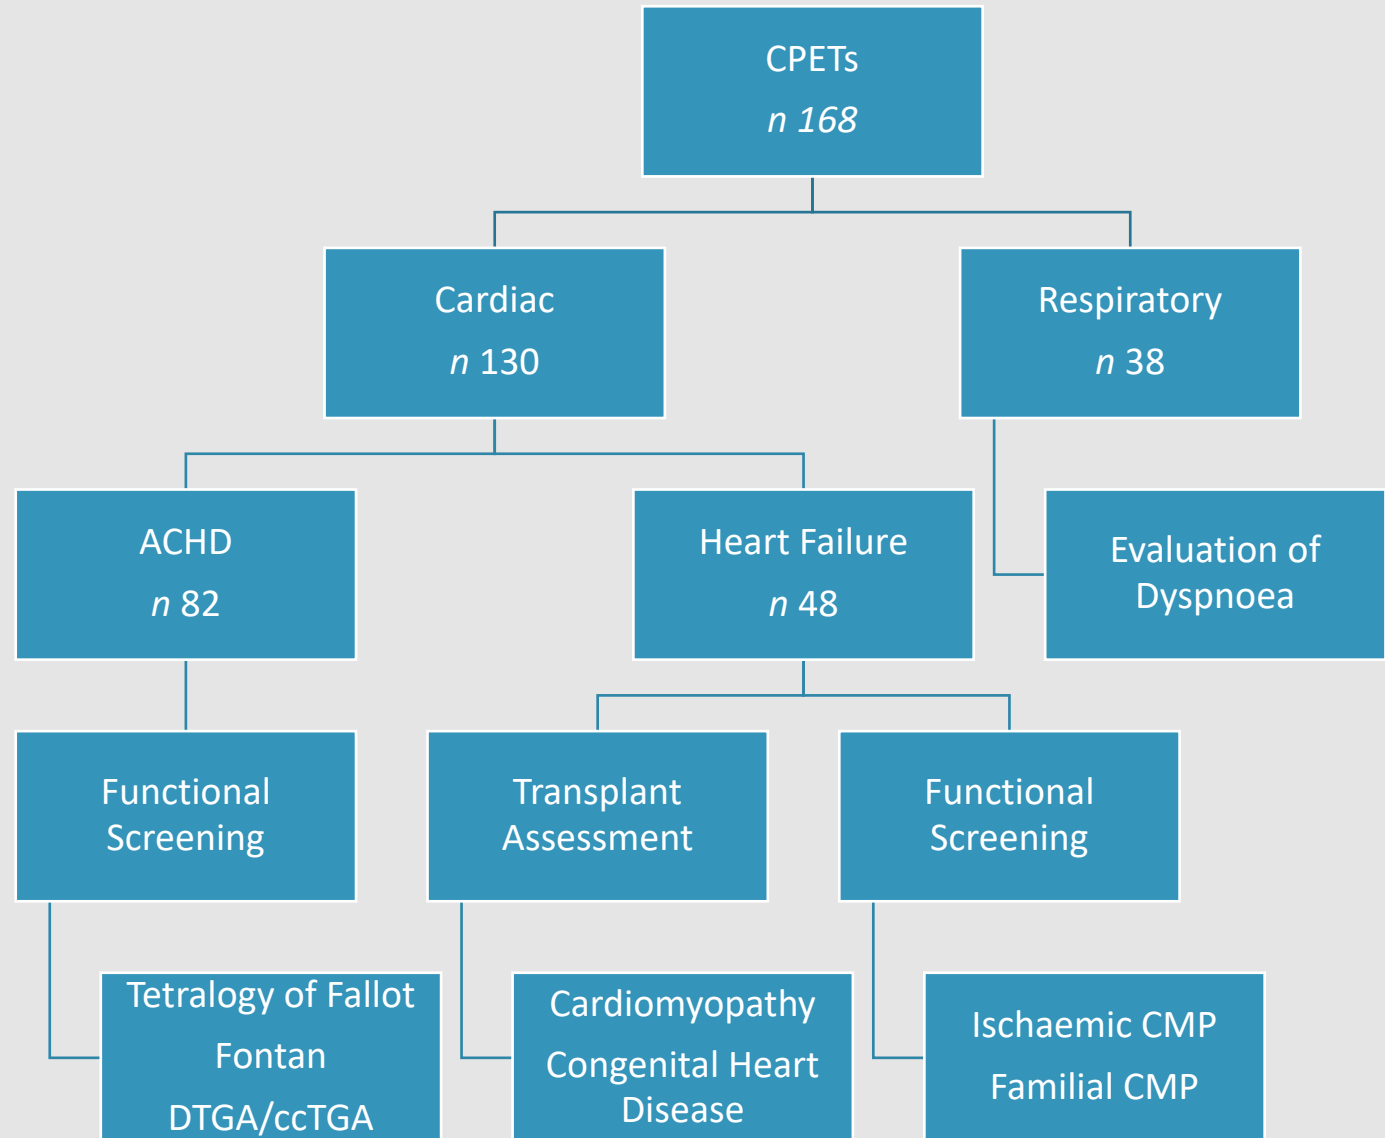 CPETs
n 168
Cardiac
n 130
Respiratory
n 38
ACHD
n 82
Heart Failure
n 48
Evaluation of
Dyspnoea
Functional
Screening
Transplant
Assessment
Functional
Screening
Tetralogy of Fallot
Fontan
DTGA/ccTGA
Cardiomyopathy
Congenital Heart
Disease
Ischaemic CMP
Familial CMP